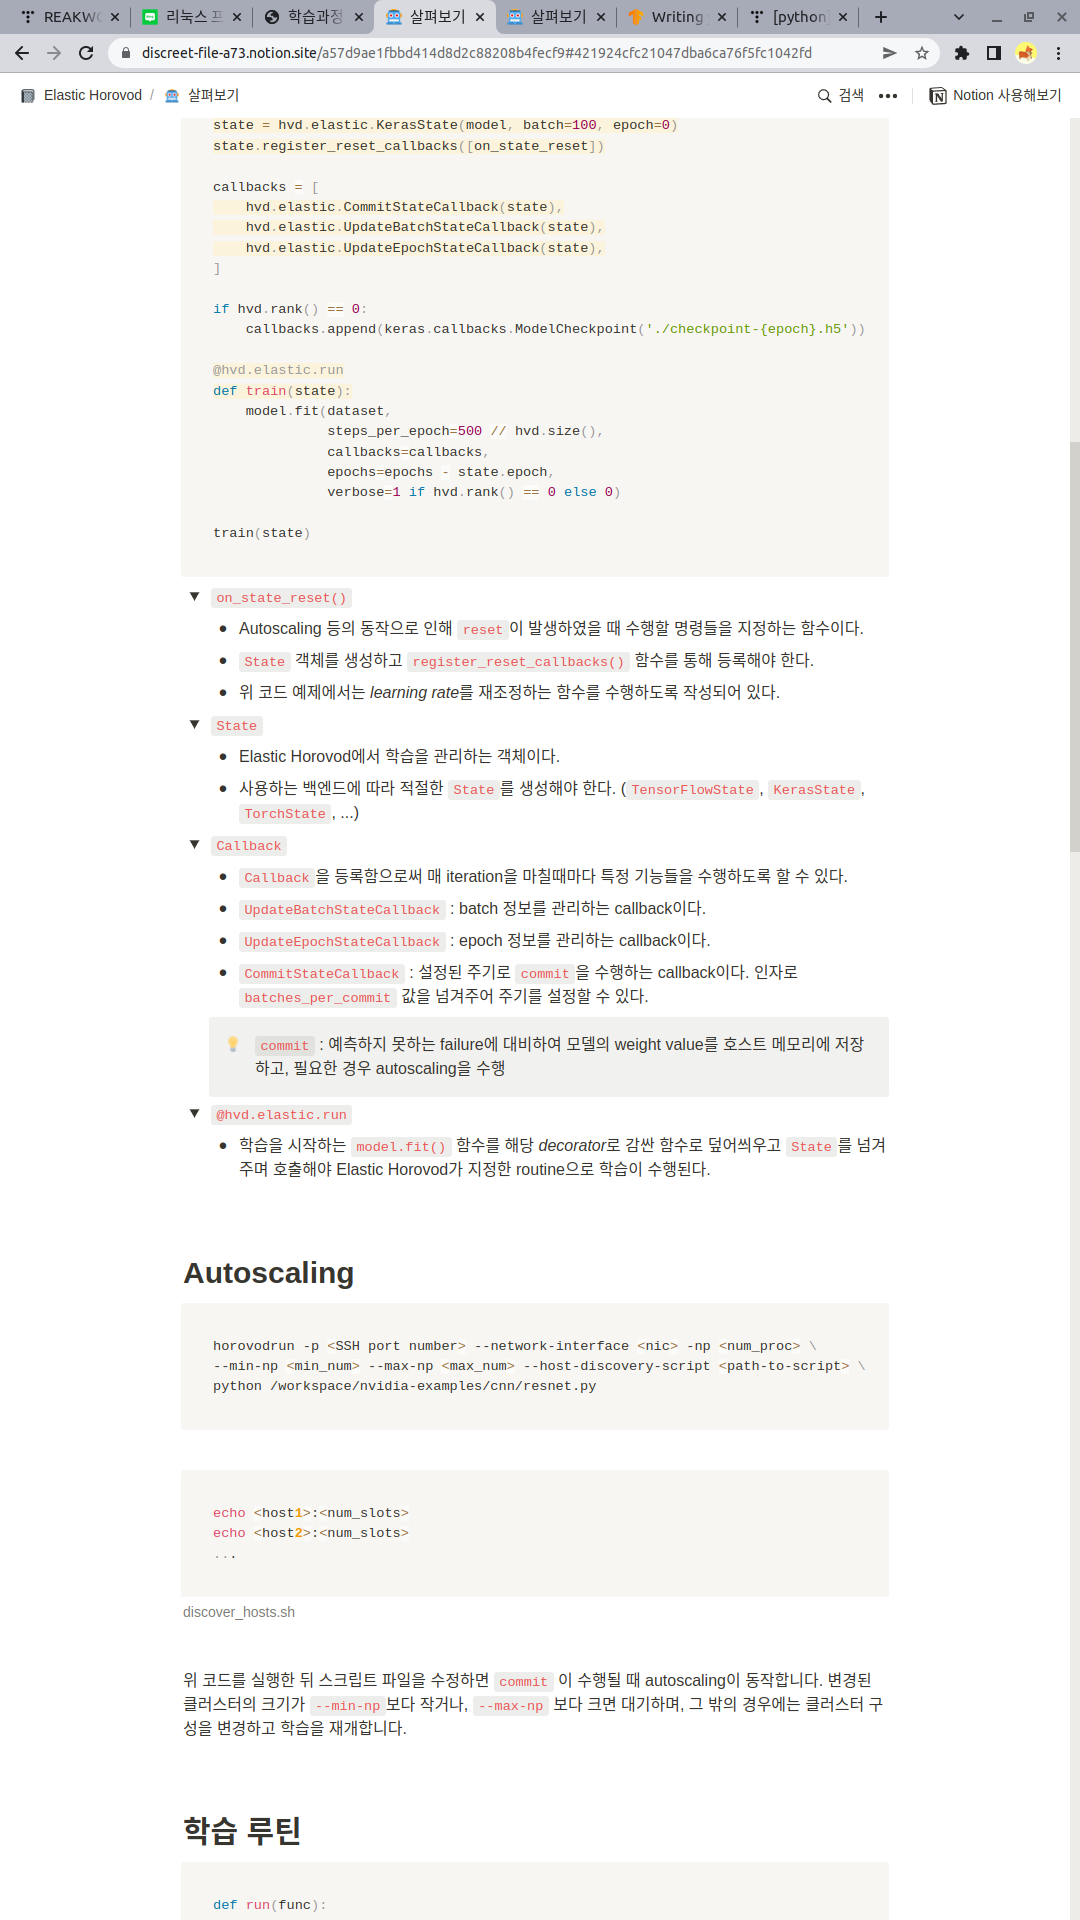 REAKWO
리눅스 프
학습과정
살펴보기
살펴보기
Writing
[python]
discreet-file-a73.notion.site/a57d9ae1fbbd414d8d2c88208b4fecf9#421924cfc21047dba6ca76f5fc1042fd
Elastic Horovod / 살펴보기
검색
Notion 사용해보기
state = hvd.elastic.KerasState(model, batch=100, epoch=0)
state.register_reset_callbacks([on_state_reset])
callbacks = [
    hvd.elastic.CommitStateCallback(state),
    hvd.elastic.UpdateBatchStateCallback(state),
    hvd.elastic.UpdateEpochStateCallback(state),
]
if hvd.rank() == 0:
    callbacks.append(keras.callbacks.ModelCheckpoint('./checkpoint-{epoch}.h5'))
@hvd.elastic.run
def train(state):
    model.fit(dataset,
              steps_per_epoch=500 // hvd.size(),
              callbacks=callbacks,
              epochs=epochs - state.epoch,
              verbose=1 if hvd.rank() == 0 else 0)
train(state)
▼ on_state_reset()
• Autoscaling 등의 동작으로 인해 reset이 발생하였을 때 수행할 명령들을 지정하는 함수이다.
• State 객체를 생성하고 register_reset_callbacks() 함수를 통해 등록해야 한다.
• 위 코드 예제에서는 learning rate를 재조정하는 함수를 수행하도록 작성되어 있다.
▼ State
• Elastic Horovod에서 학습을 관리하는 객체이다.
• 사용하는 백엔드에 따라 적절한 State를 생성해야 한다. (TensorFlowState, KerasState,
TorchState, ...)
▼ Callback
• Callback을 등록함으로써 매 iteration을 마칠때마다 특정 기능들을 수행하도록 할 수 있다.
• UpdateBatchStateCallback : batch 정보를 관리하는 callback이다.
• UpdateEpochStateCallback : epoch 정보를 관리하는 callback이다.
• CommitStateCallback : 설정된 주기로 commit을 수행하는 callback이다. 인자로
batches_per_commit 값을 넘겨주어 주기를 설정할 수 있다.
commit : 예측하지 못하는 failure에 대비하여 모델의 weight value를 호스트 메모리에 저장
하고, 필요한 경우 autoscaling을 수행
▼ @hvd.elastic.run
• 학습을 시작하는 model.fit() 함수를 해당 decorator로 감싼 함수로 덮어씌우고 State를 넘겨
주며 호출해야 Elastic Horovod가 지정한 routine으로 학습이 수행된다.
Autoscaling
horovodrun -p <SSH port number> --network-interface <nic> -np <num_proc> \
--min-np <min_num> --max-np <max_num> --host-discovery-script <path-to-script> \
python /workspace/nvidia-examples/cnn/resnet.py
echo <host1>:<num_slots>
echo <host2>:<num_slots>
...
discover_hosts.sh
위 코드를 실행한 뒤 스크립트 파일을 수정하면 commit 이 수행될 때 autoscaling이 동작합니다. 변경된
클러스터의 크기가 --min-np보다 작거나, --max-np 보다 크면 대기하며, 그 밖의 경우에는 클러스터 구
성을 변경하고 학습을 재개합니다.
학습 루틴
def run(func):